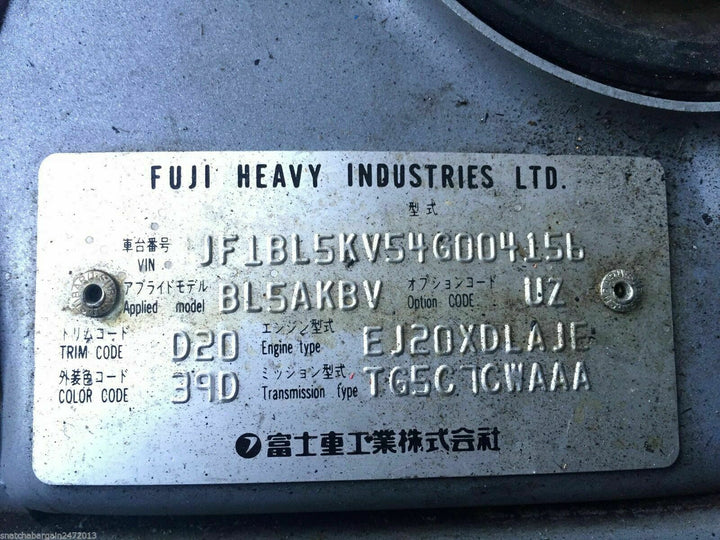 FUJI HEAVY INDUSTRIES LTD.
型式
車台番号 VIN JF1BL5KV54G004156
アプライドモデル Applied model BL5AKBV オプションコード Option CODE UZ
トリムコード TRIM CODE D20 エンジン型式 Engine type EJ20XDLAJE
外装色コード COLOR CODE 39D ミッション型式 Transmission type TG5C7CWAAA
富士重工業株式会社
snatchabargain2472013